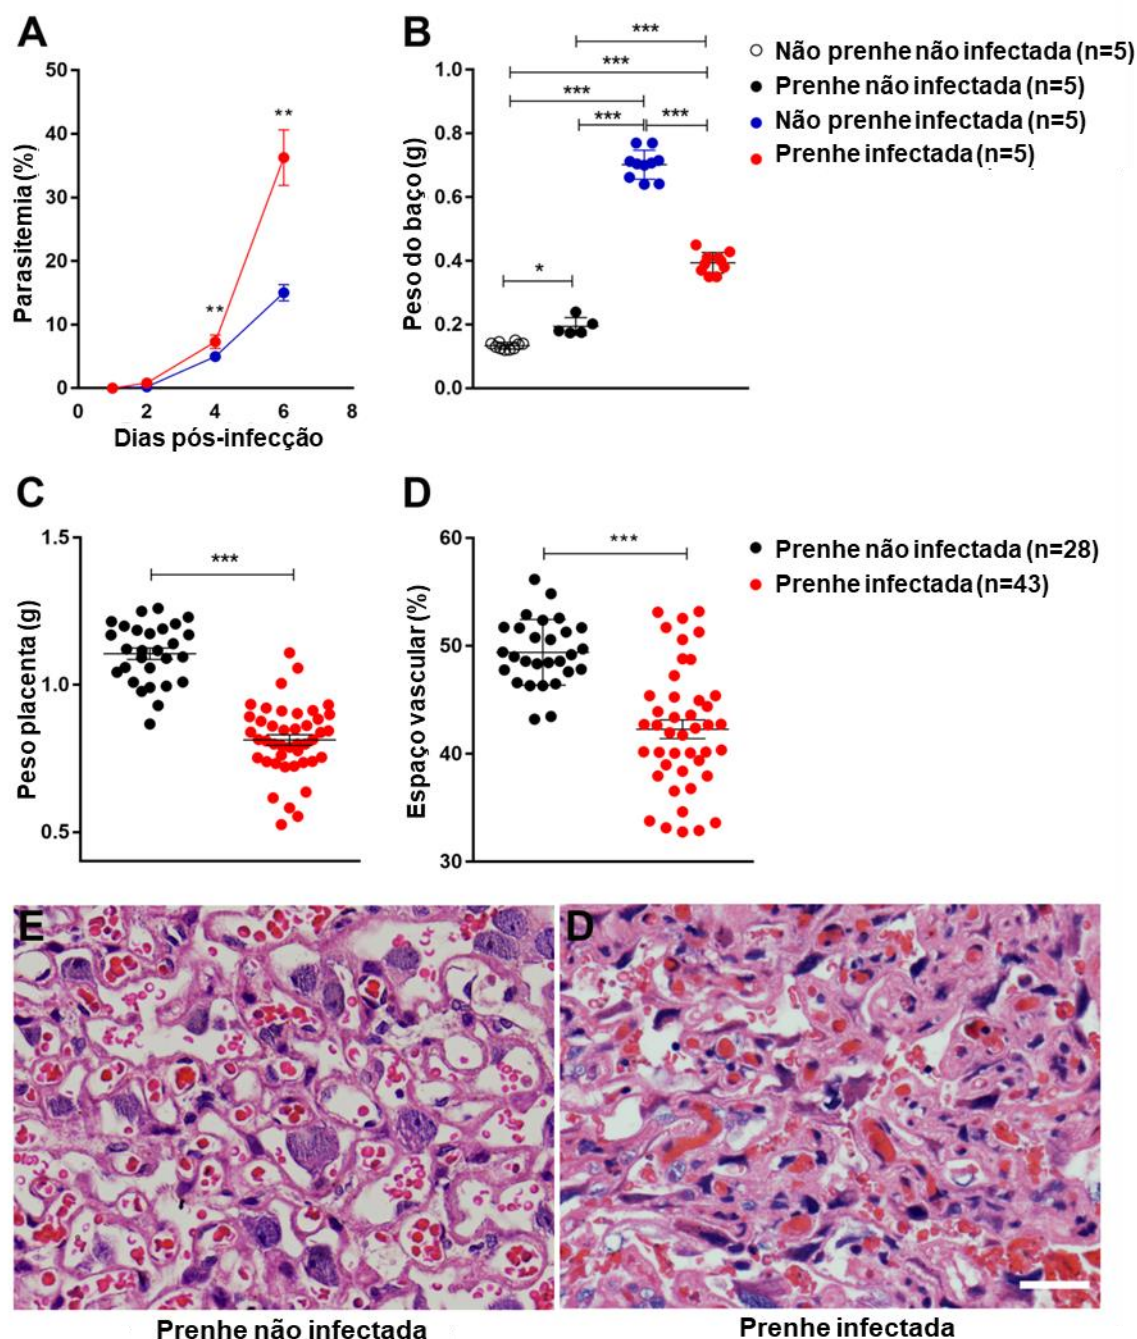 A
Parasitemia (%)
50
40
30
20
10
0
**
**
0 2 4 6 8
Dias pós-infecção
B
Peso do baço (g)
1.0
0.8
0.6
0.4
0.2
0.0
***
***
***
*** ***
*
Não prenhe não infectada (n=5)
Prenhe não infectada (n=5)
Não prenhe infectada (n=5)
Prenhe infectada (n=5)
C
Peso placenta (g)
1.5
1.0
0.5
***
D
Espaço vascular (%)
60
50
40
30
***
Prenhe não infectada (n=28)
Prenhe infectada (n=43)
E
Prenhe não infectada
D
Prenhe infectada